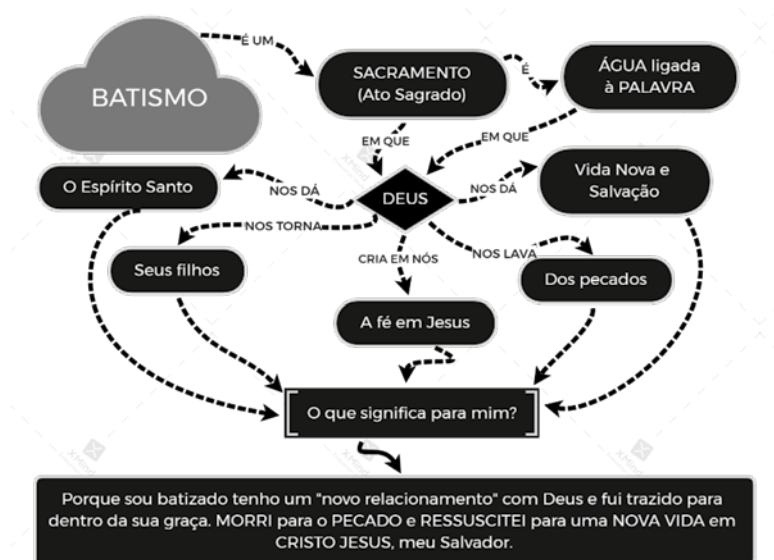 BATISMO
É UM
SACRAMENTO
(Ato Sagrado)
É
ÁGUA ligada
à PALAVRA
EM QUE
EM QUE
DEUS
NOS DÁ
O Espírito Santo
NOS DÁ
Vida Nova e
Salvação
NOS TORNA
Seus filhos
CRIA EM NÓS
A fé em Jesus
NOS LAVA
Dos pecados
O que significa para mim?
Porque sou batizado tenho um "novo relacionamento" com Deus e fui trazido para
dentro da sua graça. MORRI para o PECADO e RESSUSCITEI para uma NOVA VIDA em
CRISTO JESUS, meu Salvador.
XMind
XMind